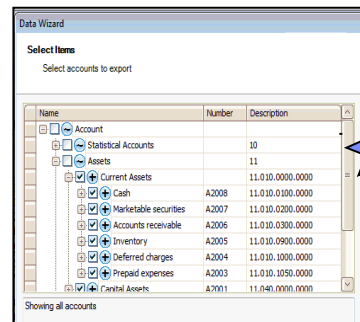 Data Wizard
Select Items
Select accounts to export
Name Number Description
Account
Statistical Accounts 10
Assets 11
Current Assets 11.010.0000.0000
Cash A2008 11.010.0100.0000
Marketable securities A2007 11.010.0200.0000
Accounts receivable A2006 11.010.0300.0000
Inventory A2005 11.010.0900.0000
Deferred charges A2004 11.010.1000.0000
Prepaid expenses A2003 11.010.1050.0000
Capital Assets A2001 11.040.0000.0000
Showing all accounts